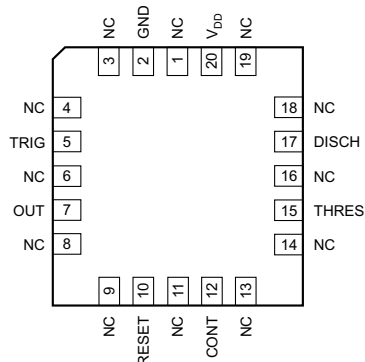 NC GND NC VDD NC
3 2 1 20 19
NC 4 18 NC
TRIG 5 17 DISCH
NC 6 16 NC
OUT 7 15 THRES
NC 8 14 NC
9 10 11 12 13
NC RESET NC CONT NC